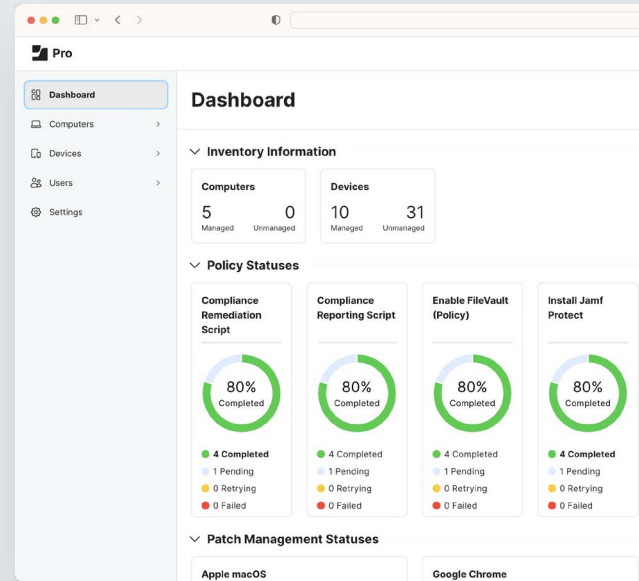 Pro
Dashboard
Computers
Devices
Users
Settings
Dashboard
Inventory Information
Computers
5 0
Managed Unmanaged
Devices
10 31
Managed Unmanaged
Policy Statuses
Compliance
Remediation
Script
80%
Completed
4 Completed
1 Pending
0 Retrying
0 Failed
Compliance
Reporting Script
80%
Completed
4 Completed
1 Pending
0 Retrying
0 Failed
Enable FileVault
(Policy)
80%
Completed
4 Completed
1 Pending
0 Retrying
0 Failed
Install Jamf
Protect
80%
Completed
4 Completed
1 Pending
0 Retrying
0 Failed
Patch Management Statuses
Apple macOS
Google Chrome